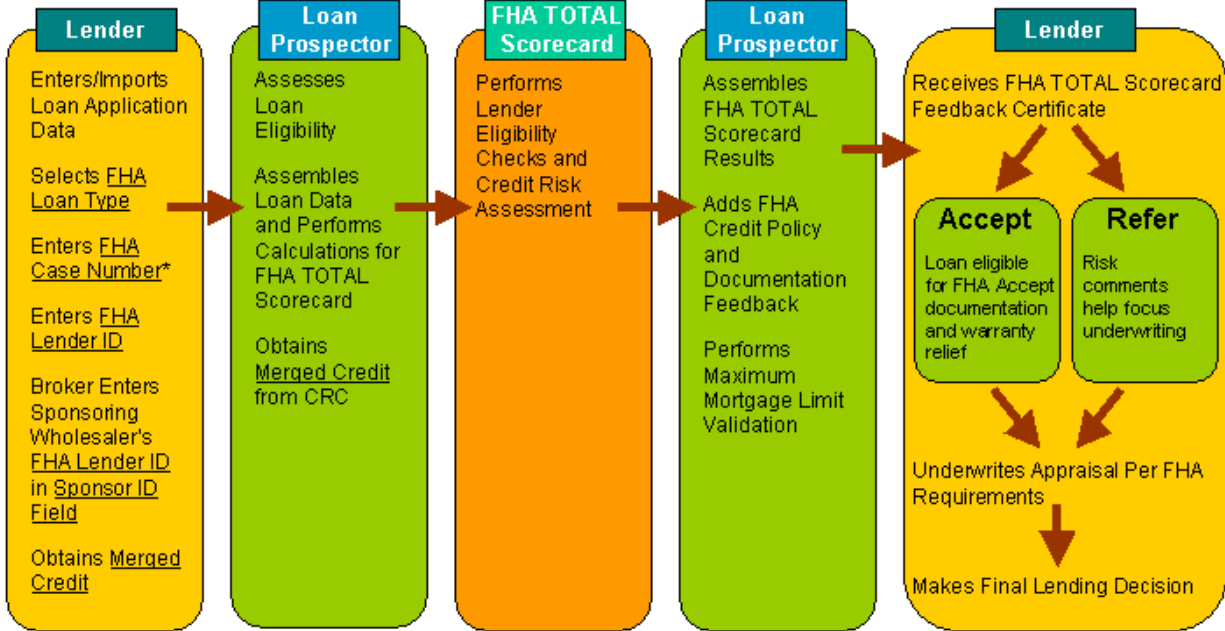 Lender
Enters/Imports
Loan Application
Data
Selects FHA
Loan Type
Enters FHA
Case Number*
Enters FHA
Lender ID
Broker Enters
Sponsoring
Wholesaler's
FHA Lender ID
in Sponsor ID
Field
Obtains Merged
Credit
Loan
Prospector
Assesses
Loan
Eligibility
Assembles
Loan Data
and Performs
Calculations for
FHA TOTAL
Scorecard
Obtains
Merged Credit
from CRC
FHA TOTAL
Scorecard
Performs
Lender
Eligibility
Checks and
Credit Risk
Assessment
Loan
Prospector
Assembles
FHA TOTAL
Scorecard
Results
Adds FHA
Credit Policy
and
Documentation
Feedback
Performs
Maximum
Mortgage Limit
Validation
Lender
Receives FHA TOTAL Scorecard
Feedback Certificate
Accept
Loan eligible
for FHA Accept
documentation
and warranty
relief
Refer
Risk
comments
help focus
underwriting
Underwrites Appraisal Per FHA
Requirements
Makes Final Lending Decision